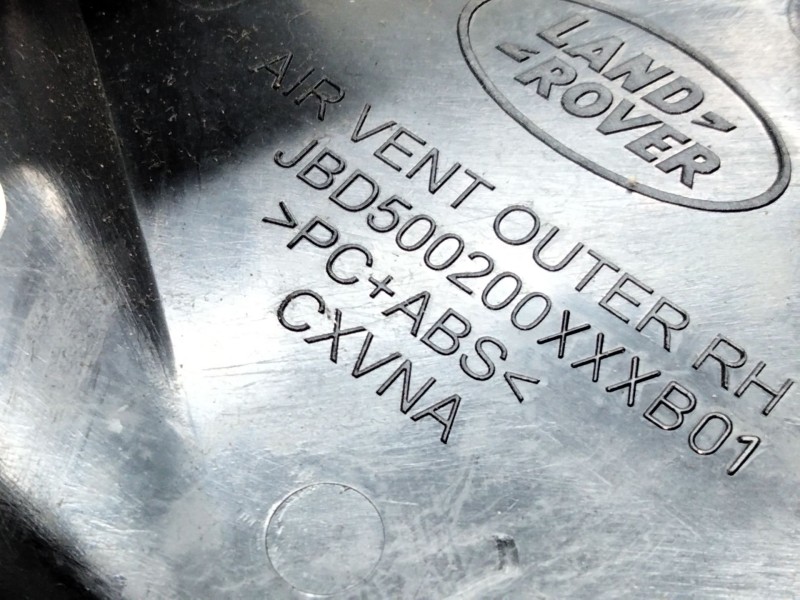 LAND
ROVER
AIR VENT OUTER RH
JBD500200XXXB01
>PC+ABS<
CXVNA